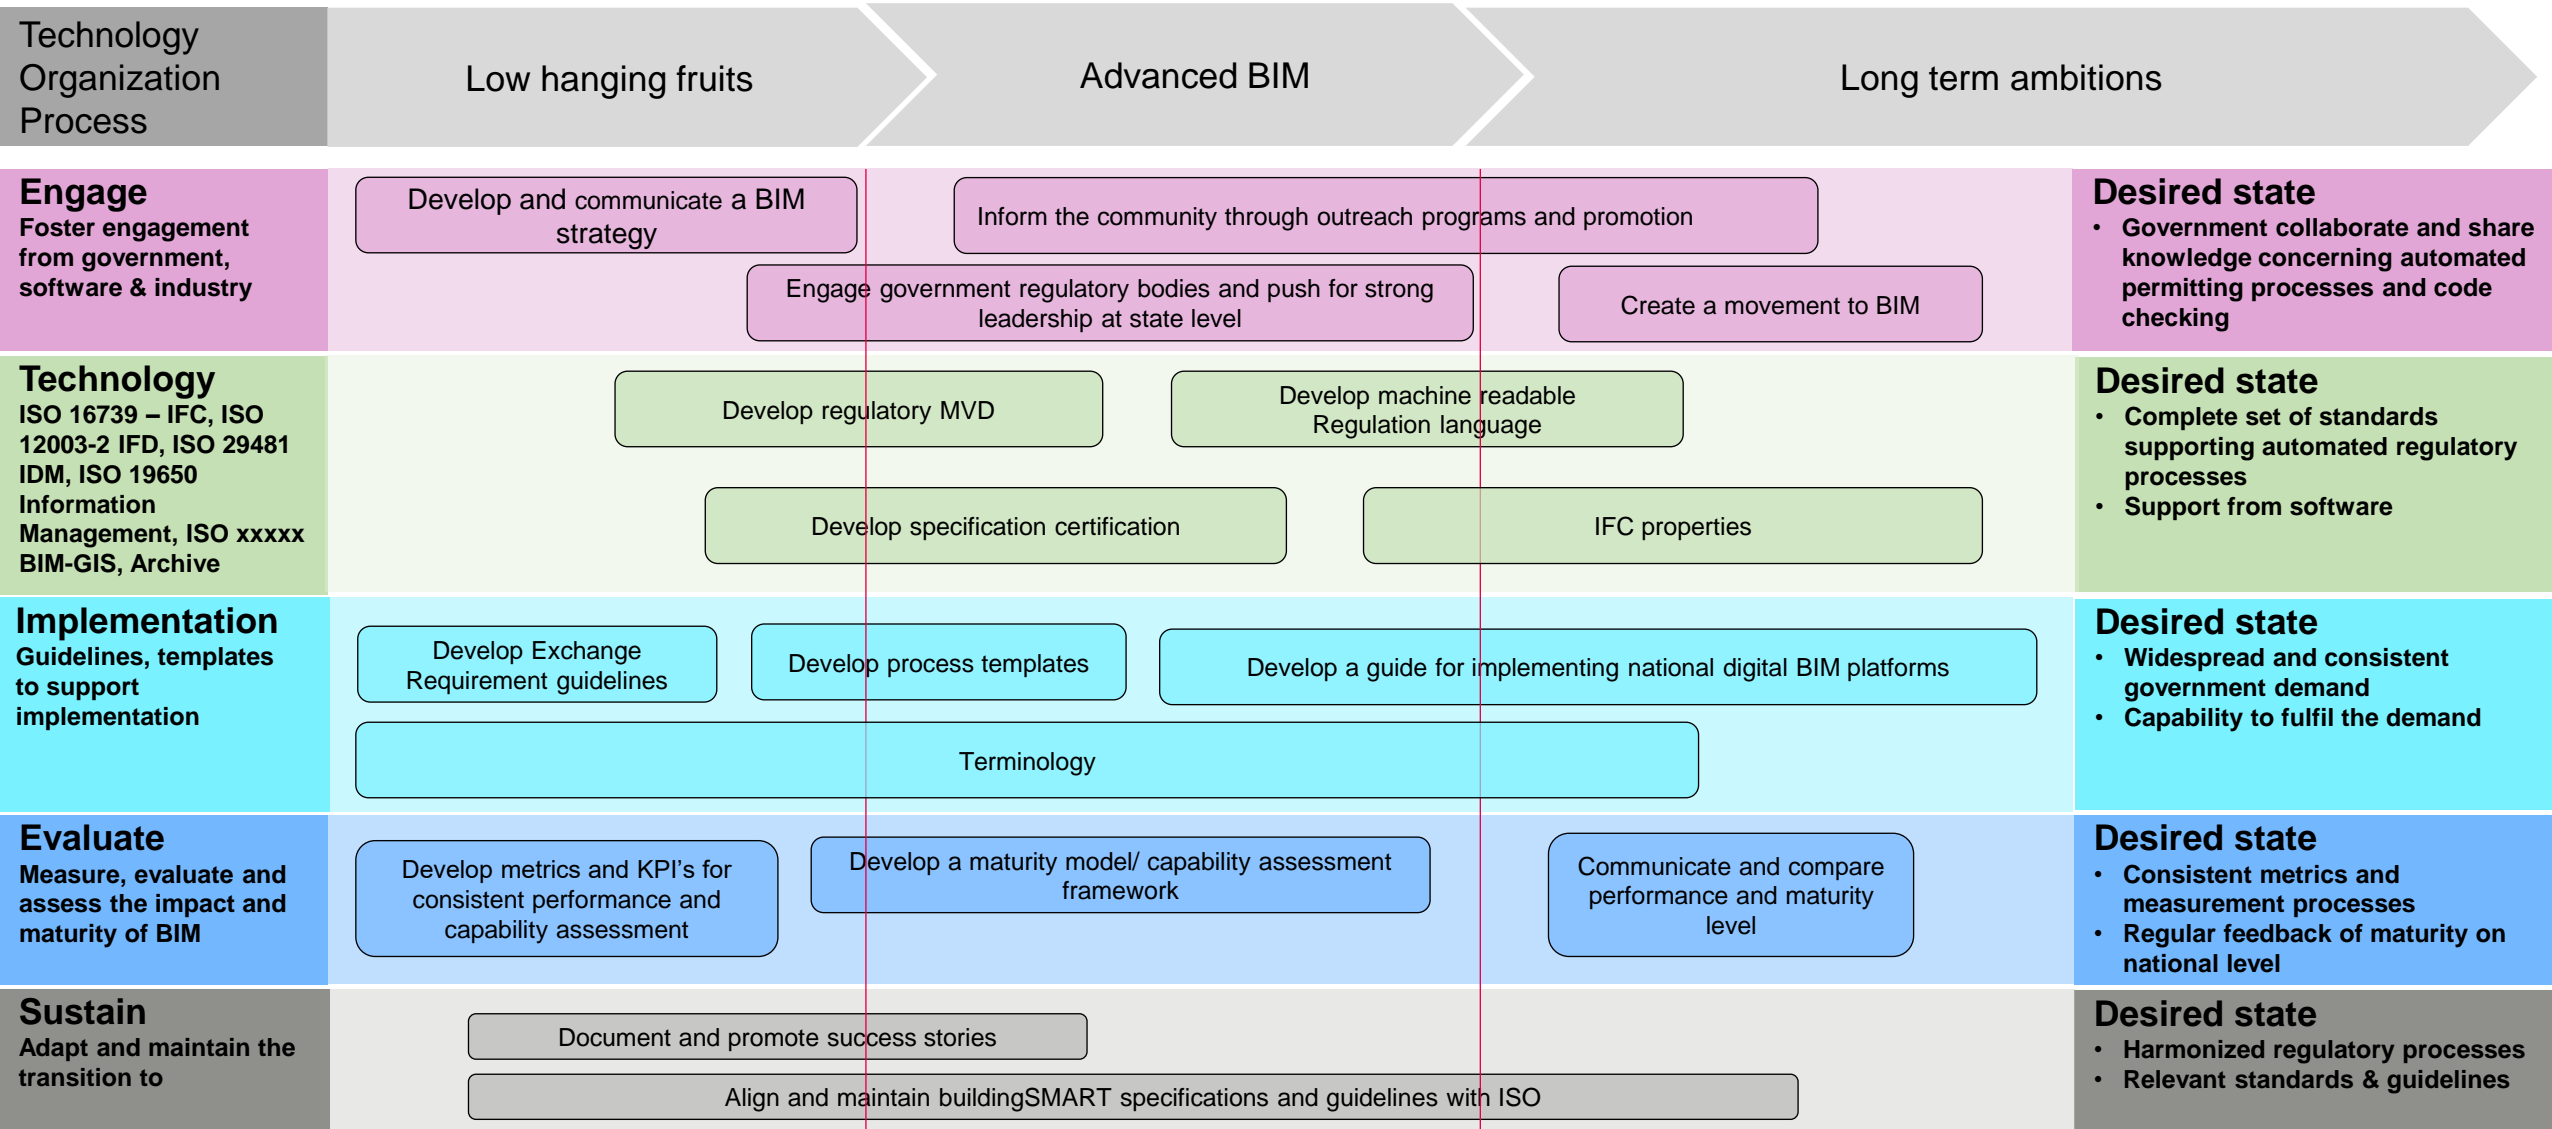 Technology
Organization
Process
Low hanging fruits
Advanced BIM
Long term ambitions
Engage
Foster engagement
from government,
software & industry
Develop and communicate a BIM
strategy
Inform the community through outreach programs and promotion
Engage government regulatory bodies and push for strong
leadership at state level
Create a movement to BIM
Desired state
• Government collaborate and share
knowledge concerning automated
permitting processes and code
checking
Technology
ISO 16739 – IFC, ISO
12003-2 IFD, ISO 29481
IDM, ISO 19650
Information
Management, ISO xxxxx
BIM-GIS, Archive
Develop regulatory MVD
Develop machine readable
Regulation language
Develop specification certification
IFC properties
Desired state
• Complete set of standards
supporting automated regulatory
processes
• Support from software
Implementation
Guidelines, templates
to support
implementation
Develop Exchange
Requirement guidelines
Develop process templates
Develop a guide for implementing national digital BIM platforms
Terminology
Desired state
• Widespread and consistent
government demand
• Capability to fulfil the demand
Evaluate
Measure, evaluate and
assess the impact and
maturity of BIM
Develop metrics and KPI's for
consistent performance and
capability assessment
Develop a maturity model/ capability assessment
framework
Communicate and compare
performance and maturity
level
Desired state
• Consistent metrics and
measurement processes
• Regular feedback of maturity on
national level
Sustain
Adapt and maintain the
transition to
Document and promote success stories
Align and maintain buildingSMART specifications and guidelines with ISO
Desired state
• Harmonized regulatory processes
• Relevant standards & guidelines